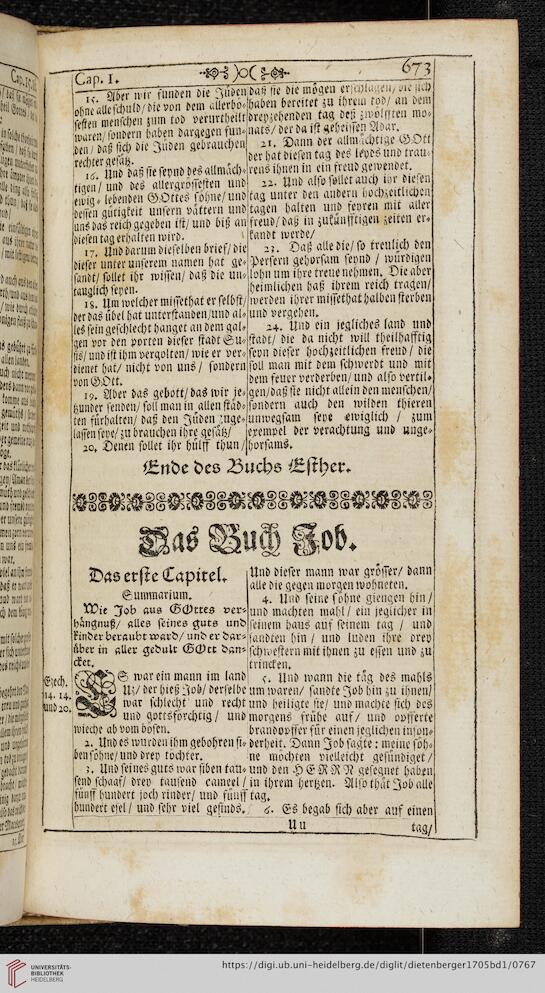 Cap. I.
)o(
673
15. Aber wir funden die Jüden
ohne alle schuld/ die von dem allerbö-
sesten menschen zum tod verurtheilt
waren/ sondern haben dargegen fun-
den/ daß sich die Jüden gebrauchen
rechter gesätz.
16. Und daß sie seynd des allmäch-
tigen/ und des allergrössesten und
ewig-lebenden GOttes söhne/ und
dessen gütigkeit unsern vättern und
uns das reich gegeben ist/ und biß an
diesen tag erhalten wird.
17. Und darum dieselben brief/ die
dieser unter unserem namen hat ge-
sandt/ sollet ihr wissen/ daß die un-
tauglich seyen.
18. Um welcher missethat er selbst/
der das übel hat unterstanden/ und al-
les sein geschlecht hanget an dem gal-
gen vor den porten dieser stadt Su-
sis/ und ist ihm vergolten/ wie er ver-
dienet hat/ nicht von uns/ sondern
von GOtt.
19. Aber das gebott/ das wir je-
tzunder senden/ soll man in allen städ-
ten fürhalten/ daß den Jüden zuge-
lassen seye/ zu brauchen ihre gesätz/
20. Denen sollet ihr hülff thun/
daß sie die mögen erschlagen/ die sich
haben bereitet zu ihrem tod/ an dem
dreyzehenden tag deß zwölfften mo-
nats/ der da ist geheissen Adar.
21. Dann der allmächtige GOtt
der hat diesen tag des leyds und trau-
rens ihnen in ein freud gewendet.
22. Und also sollet auch ihr diesen
tag unter den andern hochzeitlichen
tagen halten und feyren mit aller
freud/ daß in zukünfftigen zeiten er-
kandt werde/
23. Daß alle die/ so treulich den
Persern gehorsam seynd/ würdigen
lohn um ihre treue nehmen. Die aber
heimlichen haß ihrem reich tragen/
werden ihrer missethat halben sterben
und vergehen.
24. Und ein jegliches land und
stadt/ die da nicht will theilhafftig
seyn dieser hochzeitlichen freud/ die
soll man mit dem schwerdt und mit
dem feuer verderben/ und also vertil-
gen/ daß sie nicht allein den menschen/
sondern auch den wilden thieren
unwegsam seye ewiglich/ zum
exempel der verachtung und unge-
horsams.
Ende des Buchs Esther.
Das Buch Job.
Das erste Capitel.
Summarium.
Wie Job aus GOttes ver-
hängnuß/ alles seines guts und
kinder beraubt ward/ und er dar-
über in aller gedult GOtt dan-
cket.
Ezech.
14. 14.
und 20.
ES war ein mann im land
Uz/ der hieß Job/ derselbe
war schlecht und recht
und gottsförchtig/ und
wieche ab vom bösen.
2. Und es wurden ihm gebohren si-
ben söhne/ und drey töchter.
3. Und seines guts war siben tau-
send schaaf/ drey tausend cameel/
fünff hundert joch rinder/ und fünff
hundert esel/ und sehr viel gesinds.
Und dieser mann war grösser/ dann
alle die gegen morgen wohneten.
4. Und seine söhne giengen hin/
und machten mahl/ ein jeglicher in
seinem haus auf seinem tag/ und
sandten hin/ und luden ihre drey
schwestern mit ihnen zu essen und zu
trincken.
5. Und wann die täg des mahls
um waren/ sandte Job hin zu ihnen/
und heiligte sie/ und machte sich des
morgens frühe auf/ und opfferte
brandopffer für einen jeglichen inson-
derheit. Dann Job sagte: meine söh-
ne möchten vielleicht gesündiget/
und den HERRN gesegnet haben
in ihrem hertzen. Also thät Job alle
tag.
6. Es begab sich aber auf einen
Uu
tag/
UNIVERSITÄTS-
BIBLIOTHEK
HEIDELBERG
https://digi.ub.uni-heidelberg.de/diglit/dietenberger1705bd1/0767